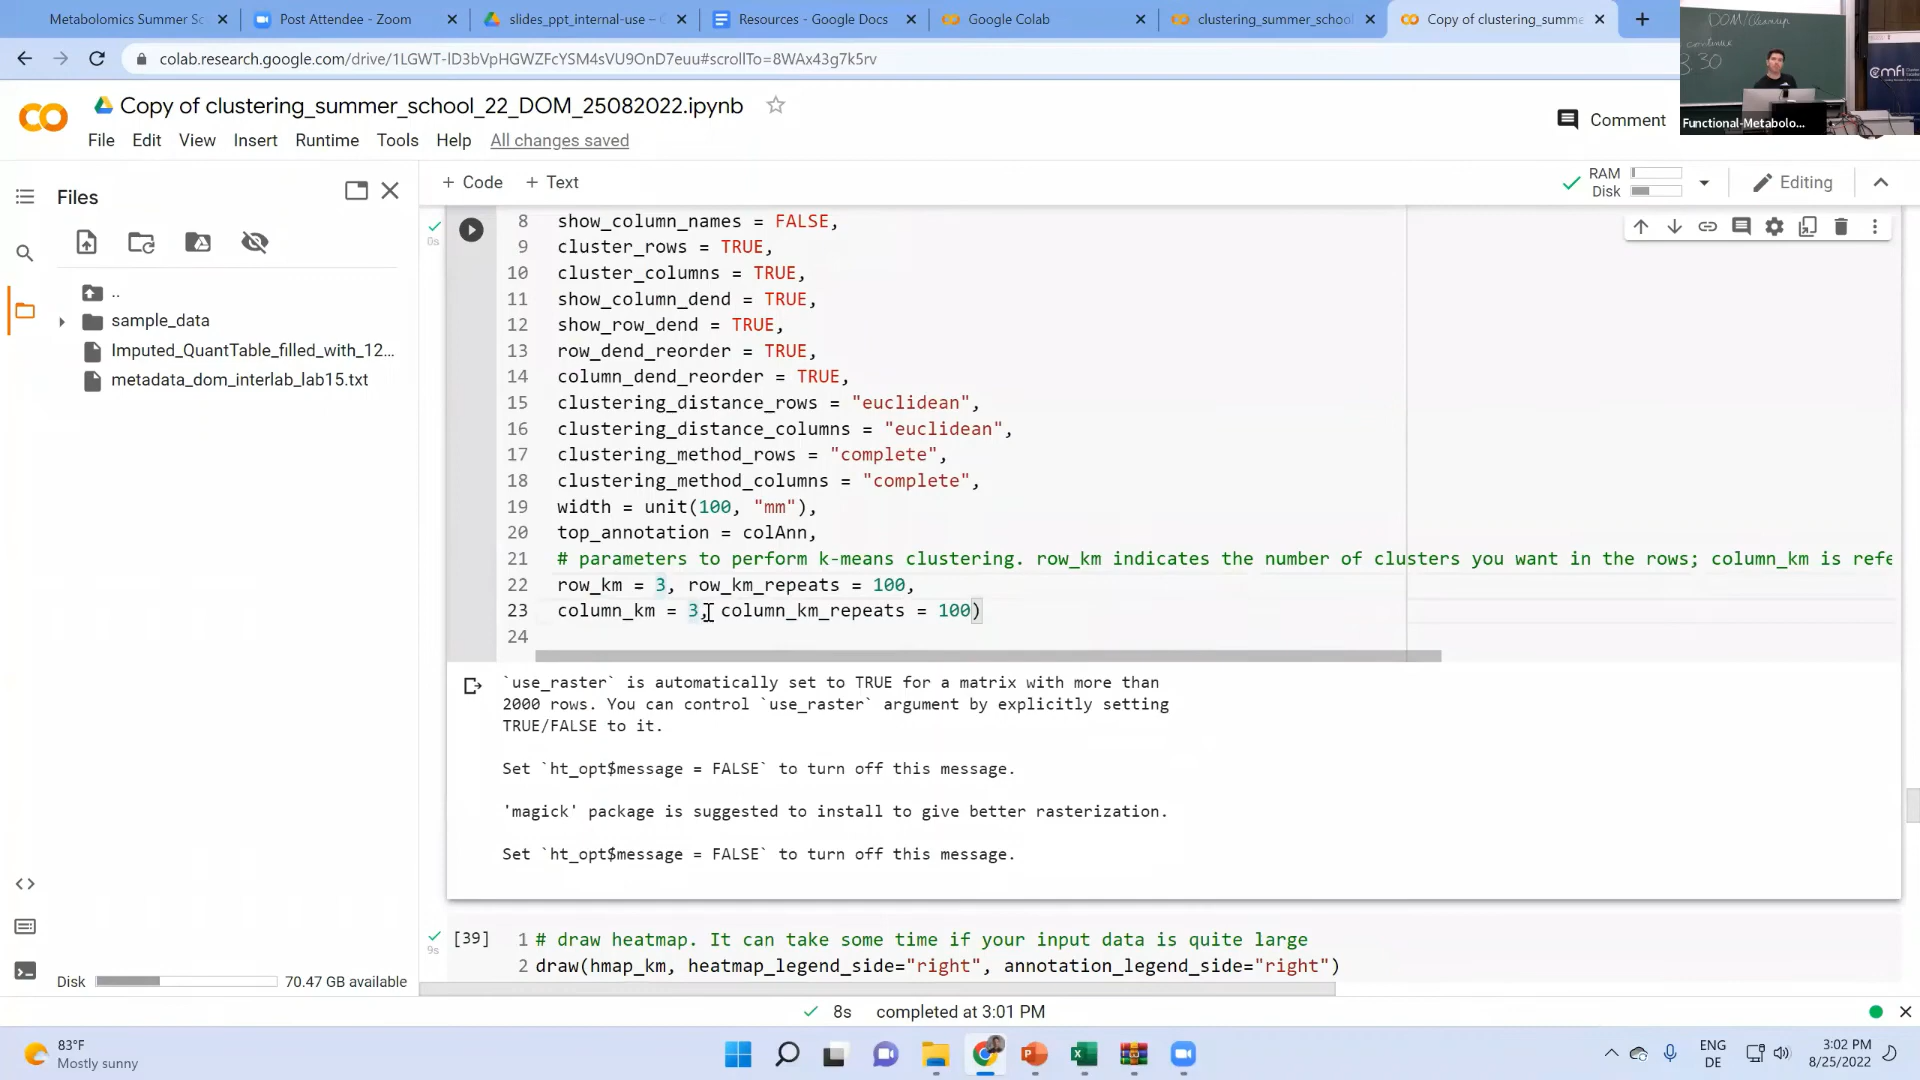 Metabolomics Summer Sc
Post Attendee - Zoom
slides_ppt_internal-use –
Resources - Google Docs
Google Colab
clustering_summer_school
Copy of clustering_summe
colab.research.google.com/drive/1LGWT-lD3bVpHGWZFcYSM4sVU9OnD7euu#scrollTo=8WAx43g7k5rv
DOM
continue
3.30
cmfi
Functional-Metabolo...
Copy of clustering_summer_school_22_DOM_25082022.ipynb
Comment
File Edit View Insert Runtime Tools Help All changes saved
Files
+ Code + Text
RAM
Disk
Editing
..
sample_data
Imputed_QuantTable_filled_with_12...
metadata_dom_interlab_lab15.txt
0s
8 show_column_names = FALSE,
9 cluster_rows = TRUE,
10 cluster_columns = TRUE,
11 show_column_dend = TRUE,
12 show_row_dend = TRUE,
13 row_dend_reorder = TRUE,
14 column_dend_reorder = TRUE,
15 clustering_distance_rows = "euclidean",
16 clustering_distance_columns = "euclidean",
17 clustering_method_rows = "complete",
18 clustering_method_columns = "complete",
19 width = unit(100, "mm"),
20 top_annotation = colAnn,
21 # parameters to perform k-means clustering. row_km indicates the number of clusters you want in the rows; column_km is refe
22 row_km = 3, row_km_repeats = 100,
23 column_km = 3, column_km_repeats = 100)
24
`use_raster` is automatically set to TRUE for a matrix with more than
2000 rows. You can control `use_raster` argument by explicitly setting
TRUE/FALSE to it.
Set `ht_opt$message = FALSE` to turn off this message.
'magick' package is suggested to install to give better rasterization.
Set `ht_opt$message = FALSE` to turn off this message.
9s
[39] 1 # draw heatmap. It can take some time if your input data is quite large
2 draw(hmap_km, heatmap_legend_side="right", annotation_legend_side="right")
Disk 70.47 GB available
8s completed at 3:01 PM
83°F
Mostly sunny
ENG
DE
3:02 PM
8/25/2022